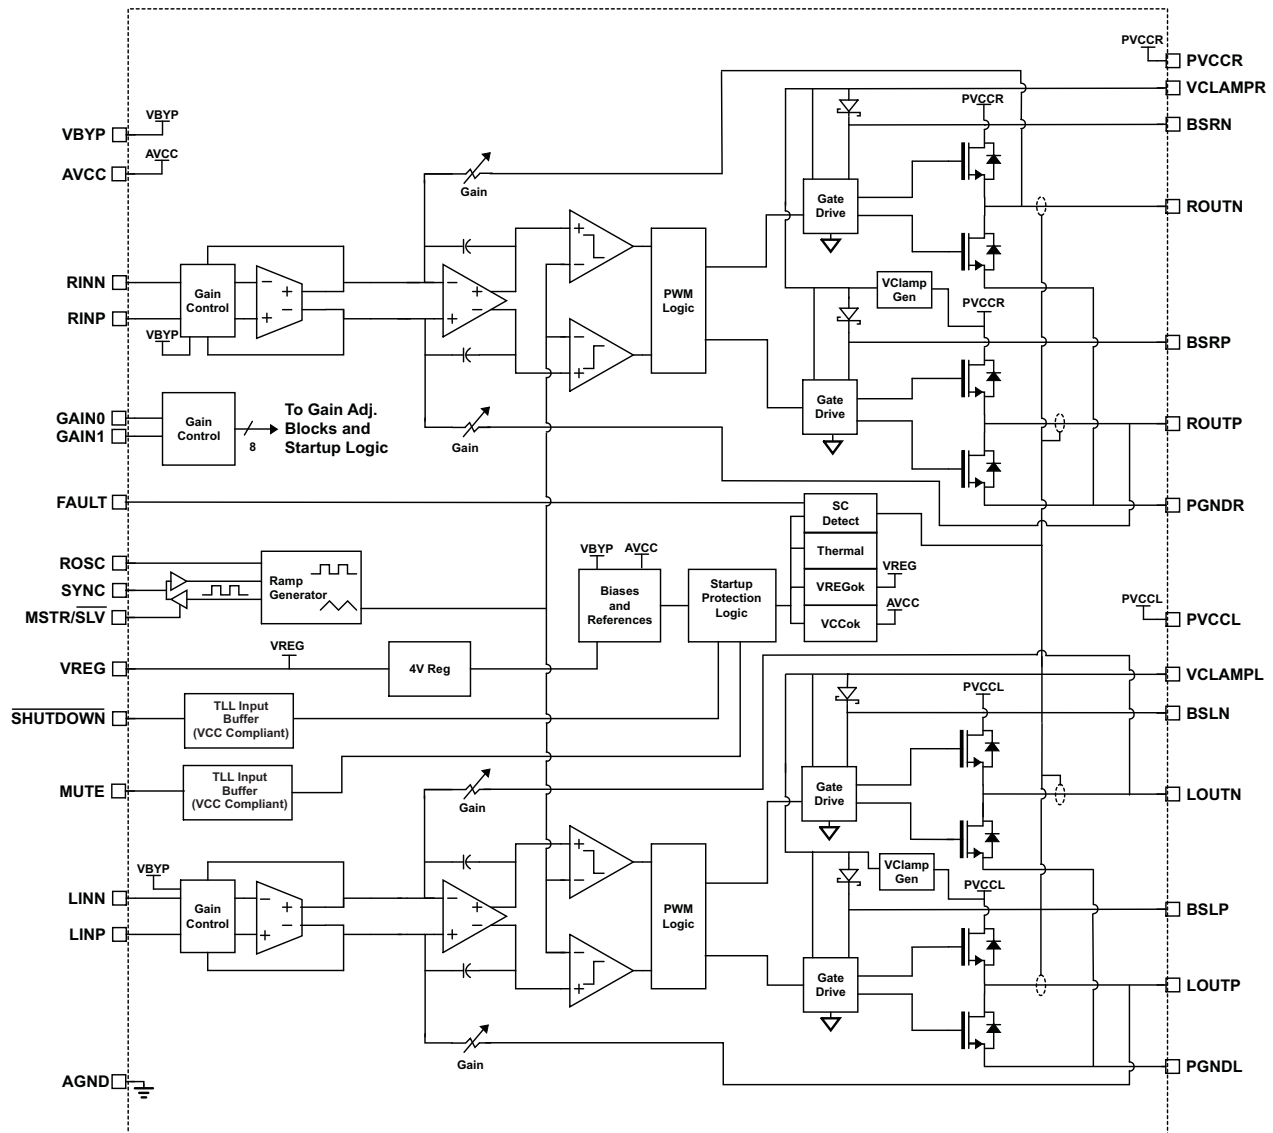 PVCCR
PVCCR
VCLAMPR
PVCCR
VBYP
VBYP
BSRN
AVCC
AVCC
Gain
Gate
Drive
ROUTN
RINN
Gain
Control
RINP
VBYP
− + − +
− + − +
+ −
− +
PWM
Logic
VClamp
Gen
PVCCR
BSRP
GAIN0
GAIN1
Gain
Control
8
To Gain Adj.
Blocks and
Startup Logic
Gain
Gate
Drive
ROUTP
FAULT
SC
Detect
PGNDR
ROSC
SYNC
MSTR/SLV
Ramp
Generator
VBYP
AVCC
Biases
and
References
Startup
Protection
Logic
Thermal
VREGok
VREG
VCCok
AVCC
PVCCL
PVCCL
VREG
VREG
4V Reg
VCLAMPL
PVCCL
SHUTDOWN
TLL Input
Buffer
(VCC Compliant)
BSLN
MUTE
TLL Input
Buffer
(VCC Compliant)
Gain
Gate
Drive
LOUTN
VBYP
LINN
Gain
Control
LINP
− + − +
− + − +
+ −
− +
PWM
Logic
VClamp
Gen
PVCCL
BSLP
Gate
Drive
LOUTP
Gain
PGNDL
AGND